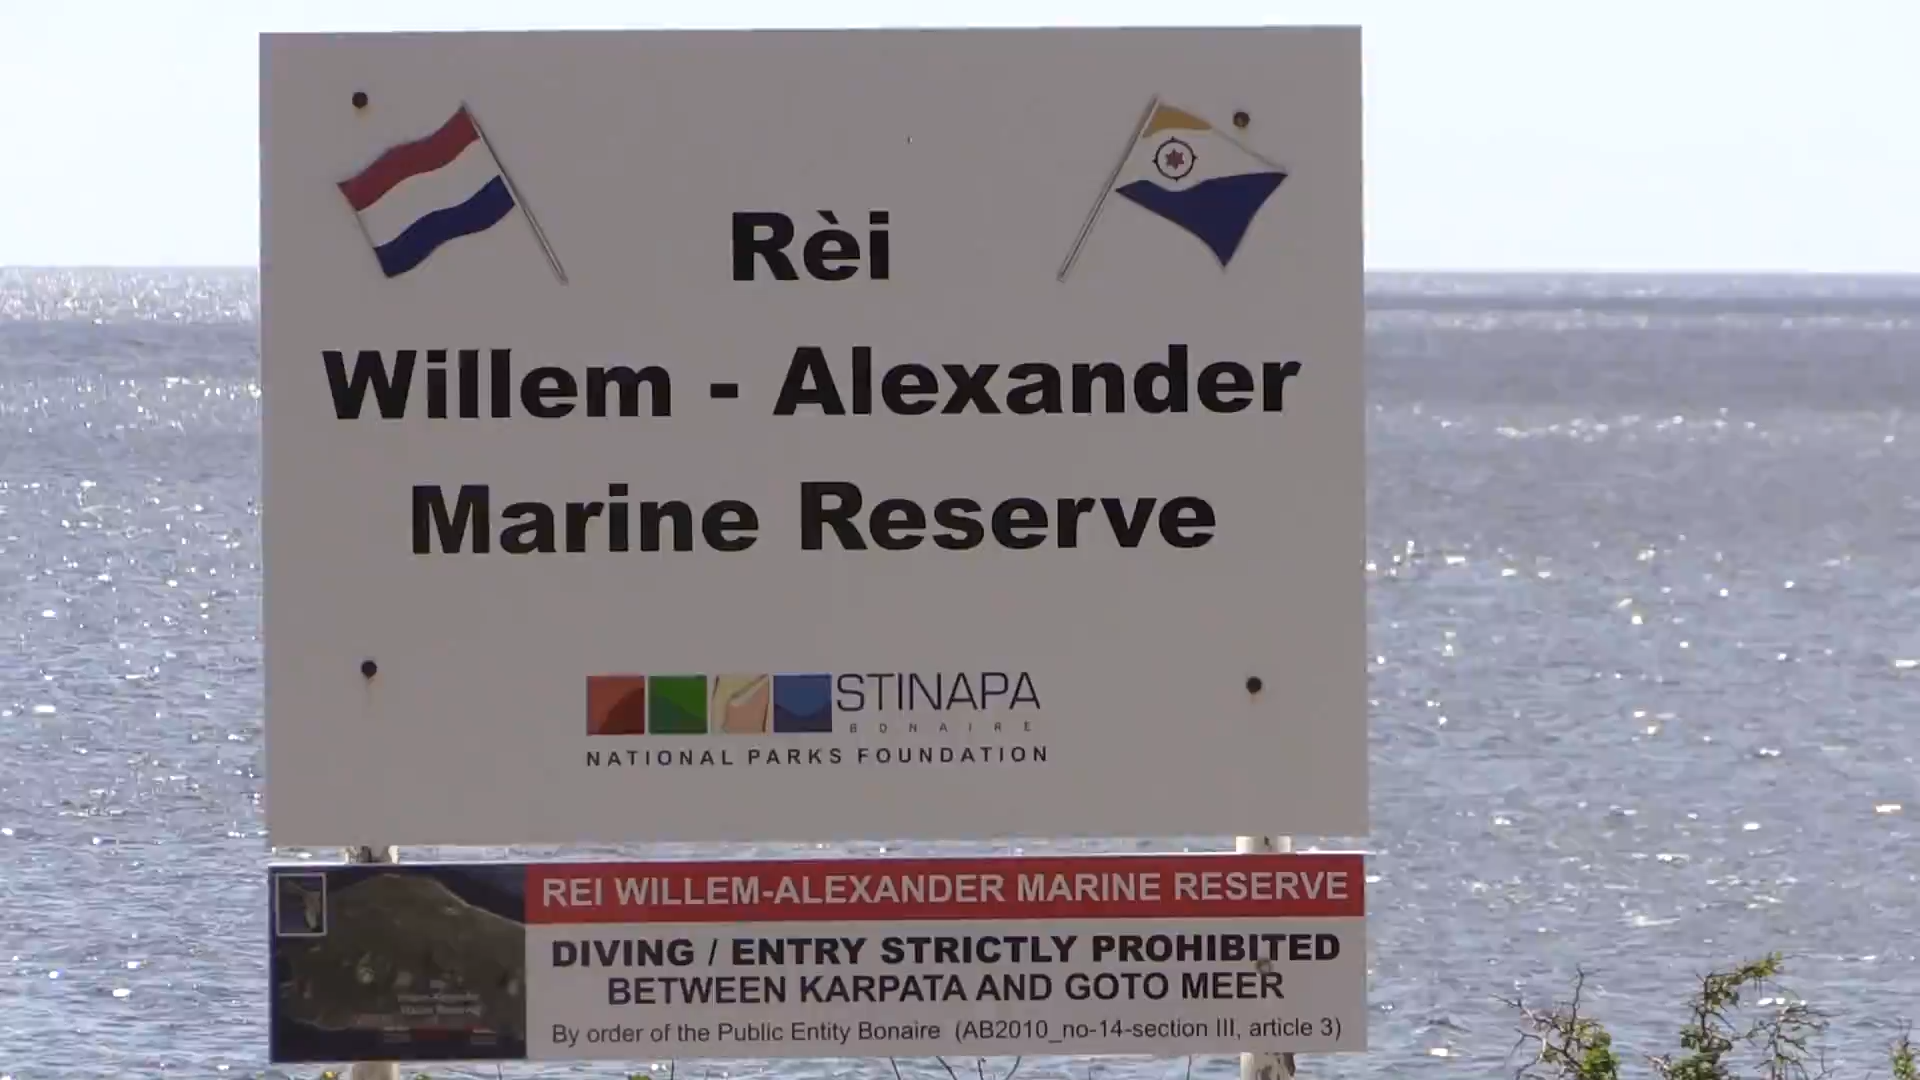 Rèi
Willem - Alexander
Marine Reserve
STINAPA
BONAIRE
NATIONAL PARKS FOUNDATION
REI WILLEM-ALEXANDER MARINE RESERVE
DIVING / ENTRY STRICTLY PROHIBITED
BETWEEN KARPATA AND GOTO MEER
By order of the Public Entity Bonaire (AB2010_no-14-section III, article 3)